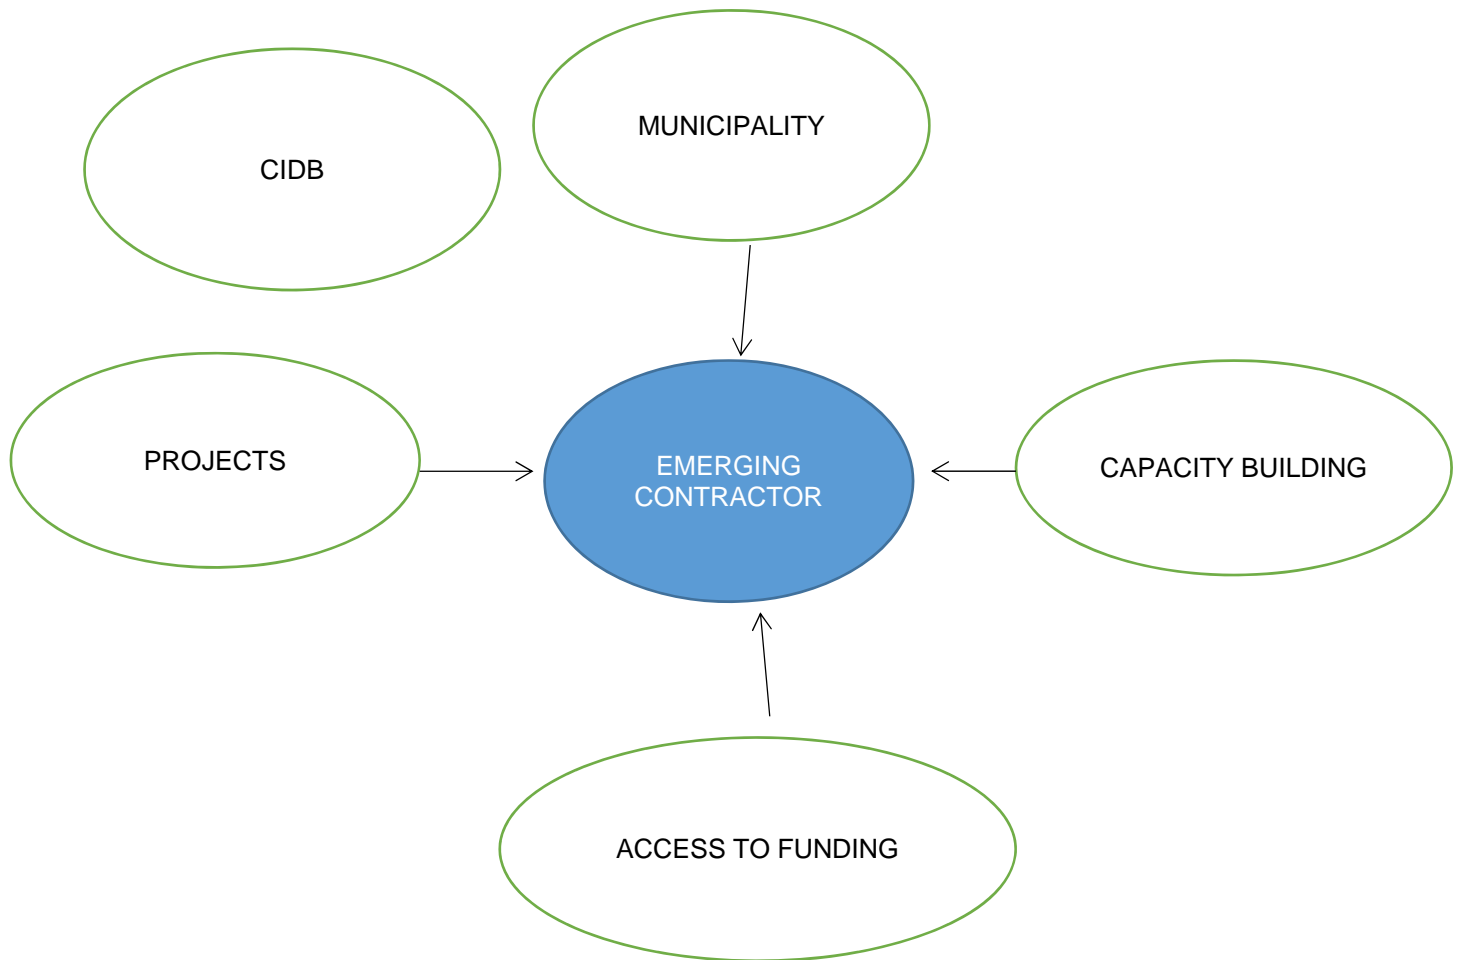 MUNICIPALITY
CIDB
PROJECTS
EMERGING
CONTRACTOR
CAPACITY BUILDING
ACCESS TO FUNDING